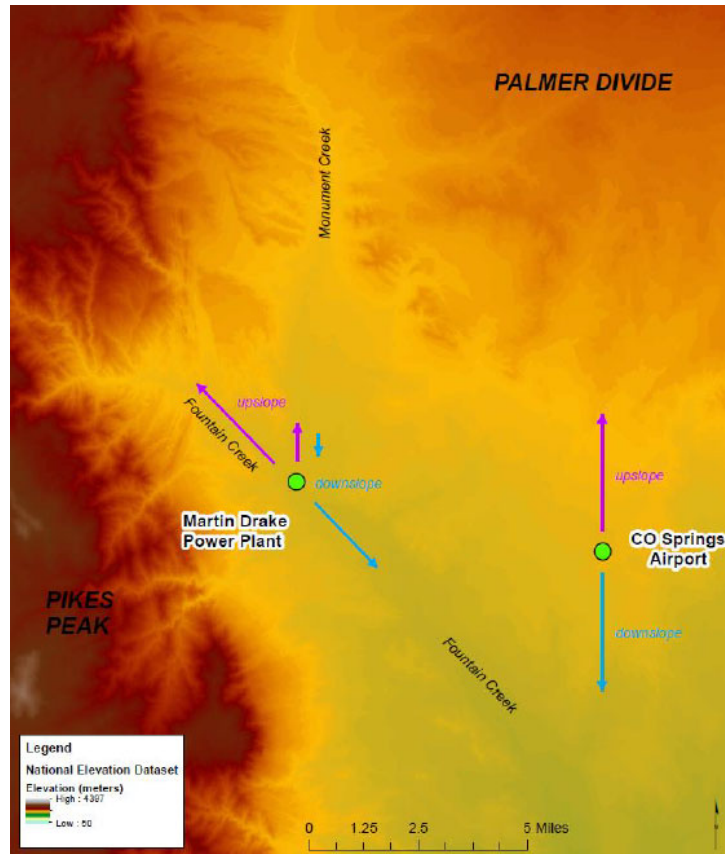 PALMER DIVIDE
Monument Creek
upslope
Fountain Creek
downslope
Martin Drake
Power Plant
upslope
CO Springs
Airport
downslope
PIKES
PEAK
Fountain Creek
Legend
National Elevation Dataset
Elevation (meters)
High : 4397
Low : 60
0 1.25 2.5 5 Miles